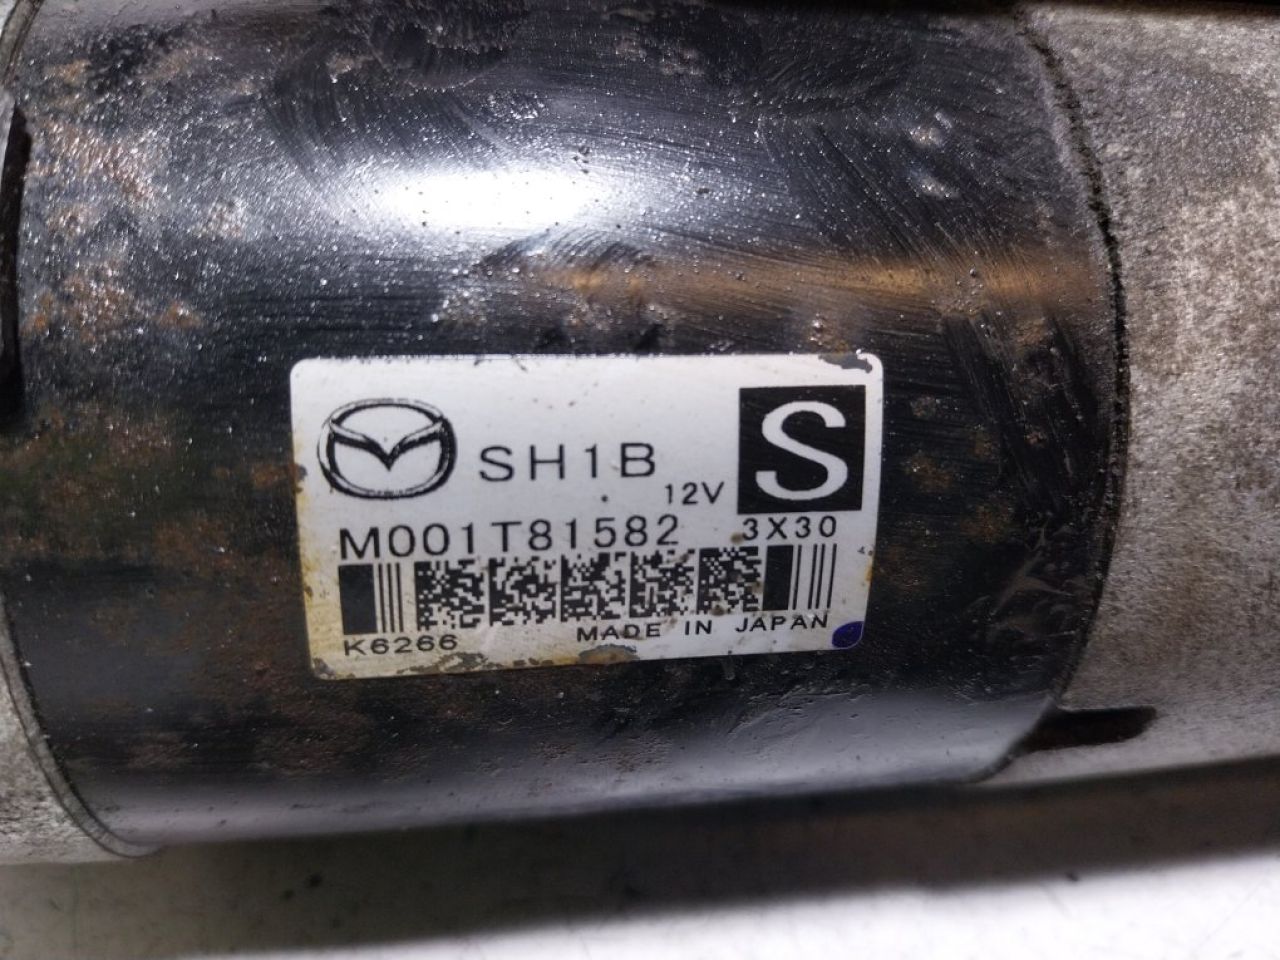 SH1B
12V
S
M001T81582 3X30
K6266
MADE IN JAPAN